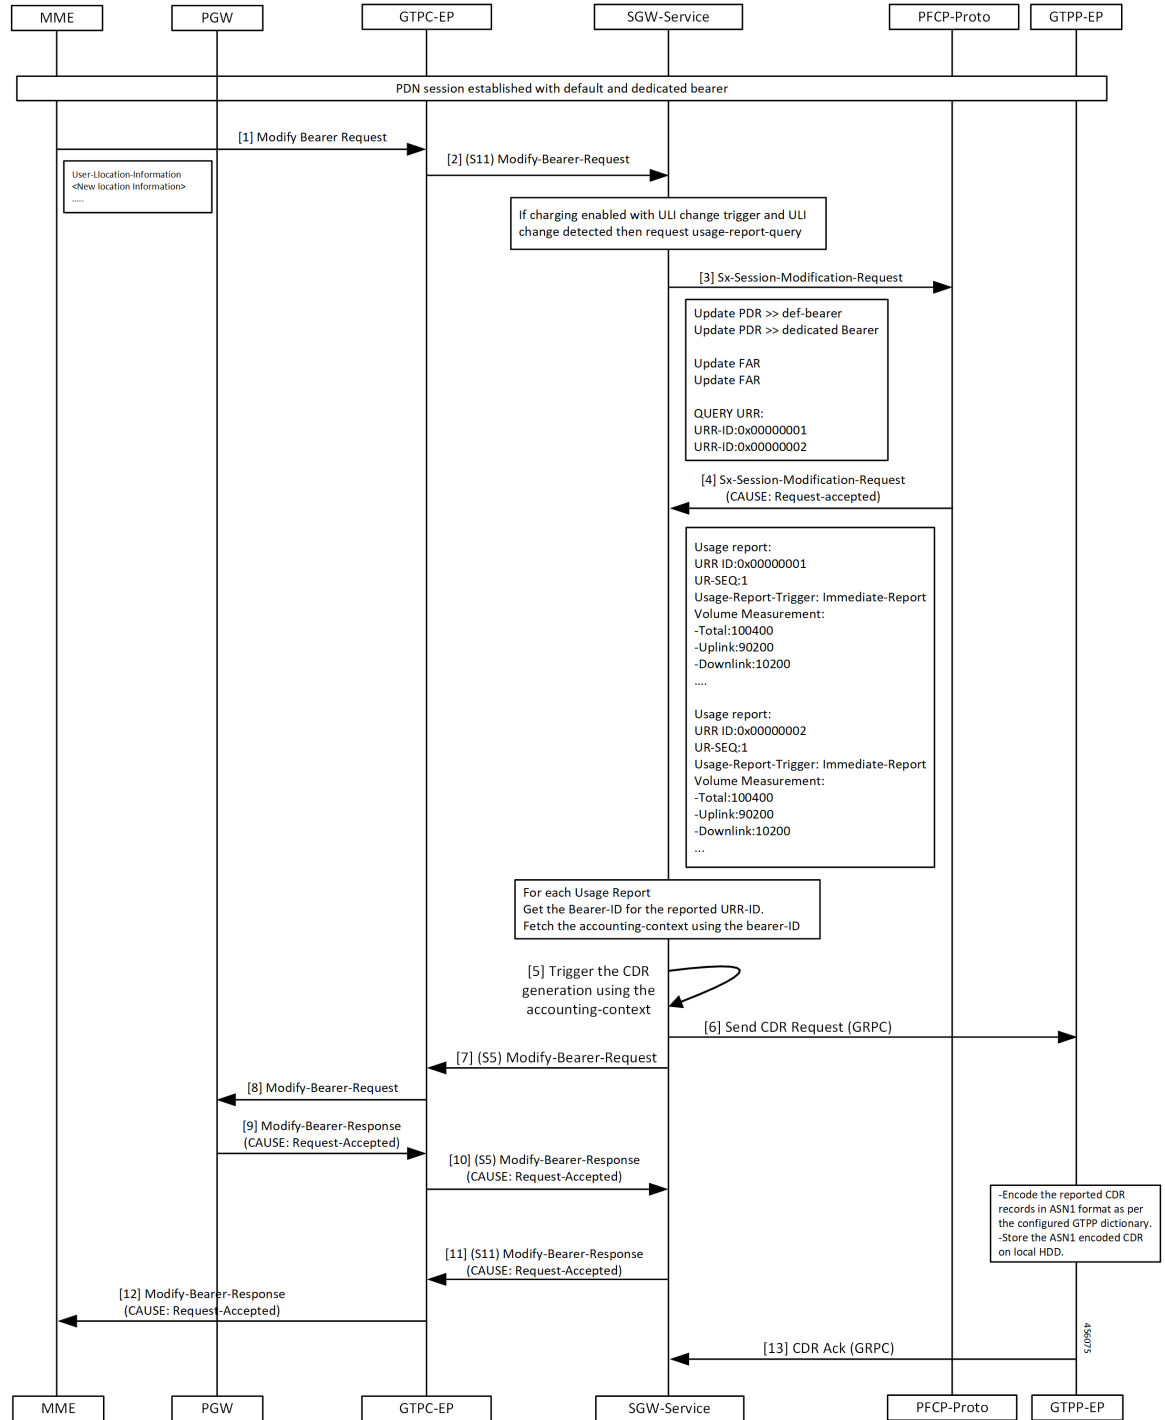 MME
PGW
GTPC-EP
SGW-Service
PFCP-Proto
GTPP-EP
PDN session established with default and dedicated bearer
[1] Modify Bearer Request
[2] (S11) Modify-Bearer-Request
User-Llocation-Information
<New location Information>
.....
If charging enabled with ULI change trigger and ULI
change detected then request usage-report-query
[3] Sx-Session-Modification-Request
Update PDR >> def-bearer
Update PDR >> dedicated Bearer
Update FAR
Update FAR
QUERY URR:
URR-ID:0x00000001
URR-ID:0x00000002
[4] Sx-Session-Modification-Request
(CAUSE: Request-accepted)
Usage report:
URR ID:0x00000001
UR-SEQ:1
Usage-Report-Trigger: Immediate-Report
Volume Measurement:
-Total:100400
-Uplink:90200
-Downlink:10200
....
Usage report:
URR ID:0x00000002
UR-SEQ:1
Usage-Report-Trigger: Immediate-Report
Volume Measurement:
-Total:100400
-Uplink:90200
-Downlink:10200
...
For each Usage Report
Get the Bearer-ID for the reported URR-ID.
Fetch the accounting-context using the bearer-ID
[5] Trigger the CDR
generation using the
accounting-context
[6] Send CDR Request (GRPC)
[7] (S5) Modify-Bearer-Request
[8] Modify-Bearer-Request
[9] Modify-Bearer-Response
(CAUSE: Request-Accepted)
[10] (S5) Modify-Bearer-Response
(CAUSE: Request-Accepted)
-Encode the reported CDR
records in ASN1 format as per
the configured GTPP dictionary.
-Store the ASN1 encoded CDR
on local HDD.
[11] (S11) Modify-Bearer-Response
(CAUSE: Request-Accepted)
[12] Modify-Bearer-Response
(CAUSE: Request-Accepted)
456075
[13] CDR Ack (GRPC)
MME
PGW
GTPC-EP
SGW-Service
PFCP-Proto
GTPP-EP